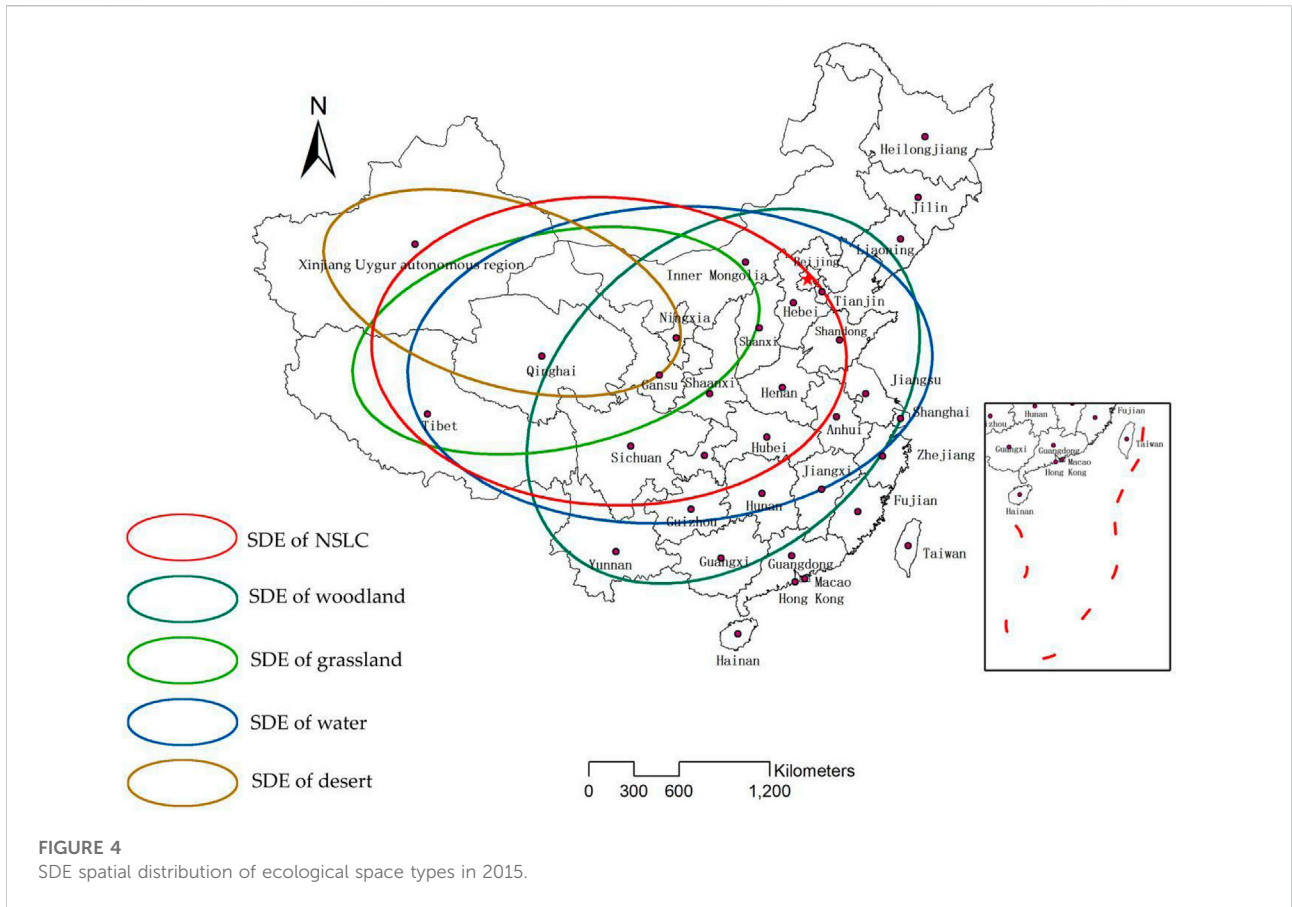 N
Heilongjiang
Jilin
Liaoning
Xinjiang Uygur autonomous region
Inner Mongolia
Beijing
Tianjin
Hebei
Ningxia
Shanxi
Shandong
Qinghai
Gansu
Shaanxi
Henan
Jiangsu
Tibet
Anhui
Shanghai
Sichuan
Hubei
Zhejiang
Jiangxi
Hunan
Fujian
Guizhou
Yunnan
Guangxi
Guangdong
Taiwan
Macao
Hong Kong
Hainan
Hunan
Fujian
izhou
Taiwan
Guangxi
Guangdong
Macao
Hong Kong
Hainan
SDE of NSLC
SDE of woodland
SDE of grassland
SDE of water
SDE of desert
Kilometers
0 300 600 1,200
FIGURE 4
SDE spatial distribution of ecological space types in 2015.